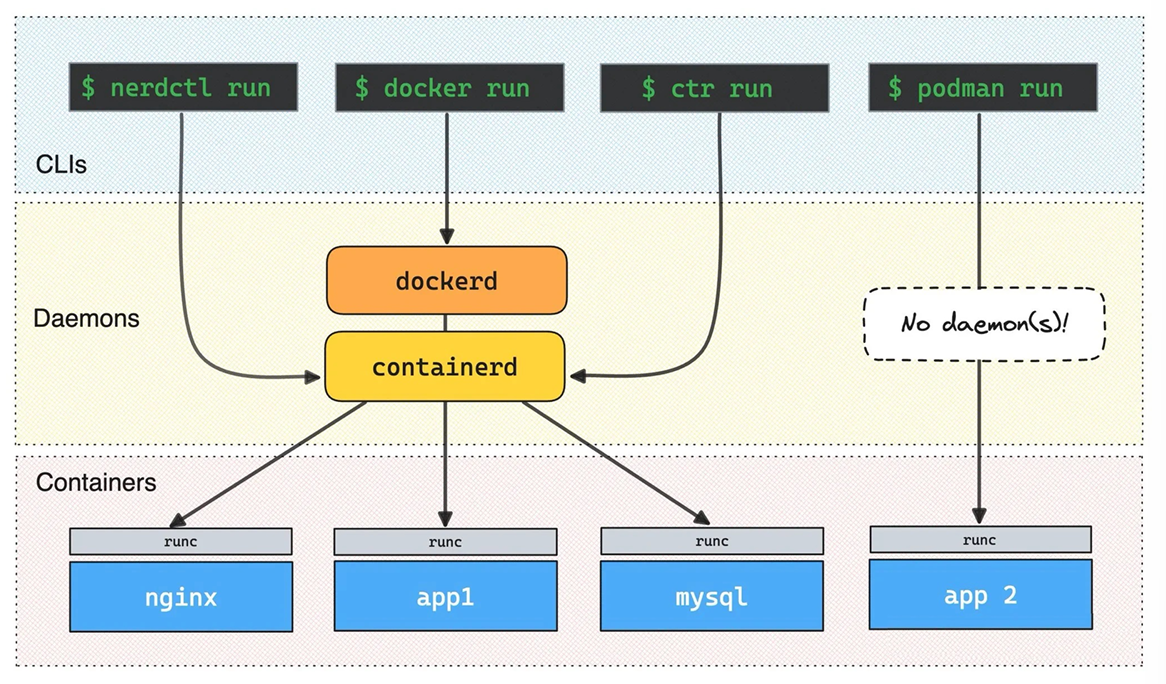 $ nerdctl run
$ docker run
$ ctr run
$ podman run
CLIs
dockerd
Daemons
No daemon(s)!
containerd
Containers
runc
runc
runc
runc
nginx
app1
mysql
app 2